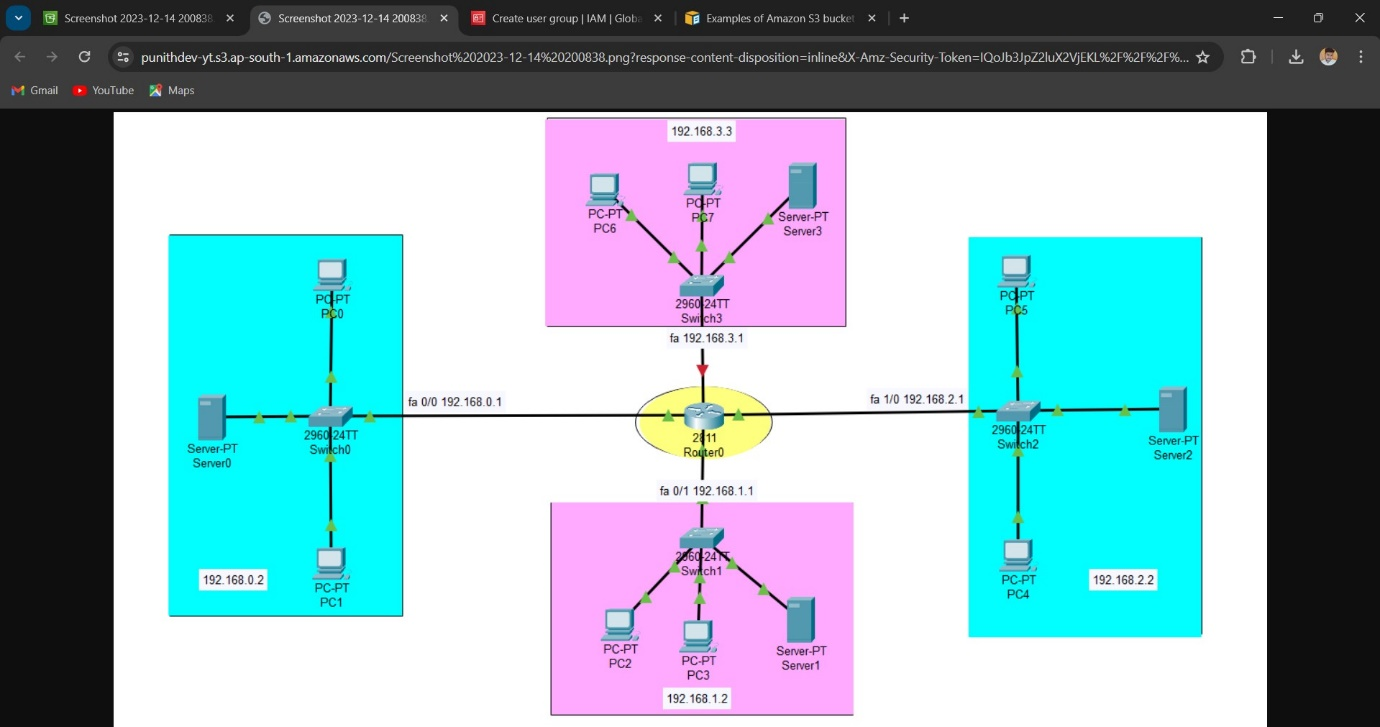 Screenshot 2023-12-14 200838
Screenshot 2023-12-14 200838
Create user group | IAM | Globa
Examples of Amazon S3 bucket
punithdev-yt.s3.ap-south-1.amazonaws.com/Screenshot%202023-12-14%20200838.png?response-content-disposition=inline&X-Amz-Security-Token=IQoJb3JpZ2luX2VjEKL%2F%2F%2F%...
Gmail
YouTube
Maps
192.168.3.3
PC-PT
PC6
PC-PT
PC7
Server-PT
Server3
2960-24TT
Switch3
fa 192.168.3.1
PC-PT
PC0
Server-PT
Server0
2960-24TT
Switch0
PC-PT
PC1
192.168.0.2
fa 0/0 192.168.0.1
2811
Router0
fa 1/0 192.168.2.1
PC-PT
PC5
2960-24TT
Switch2
Server-PT
Server2
PC-PT
PC4
192.168.2.2
fa 0/1 192.168.1.1
2960-24TT
Switch1
PC-PT
PC2
PC-PT
PC3
Server-PT
Server1
192.168.1.2